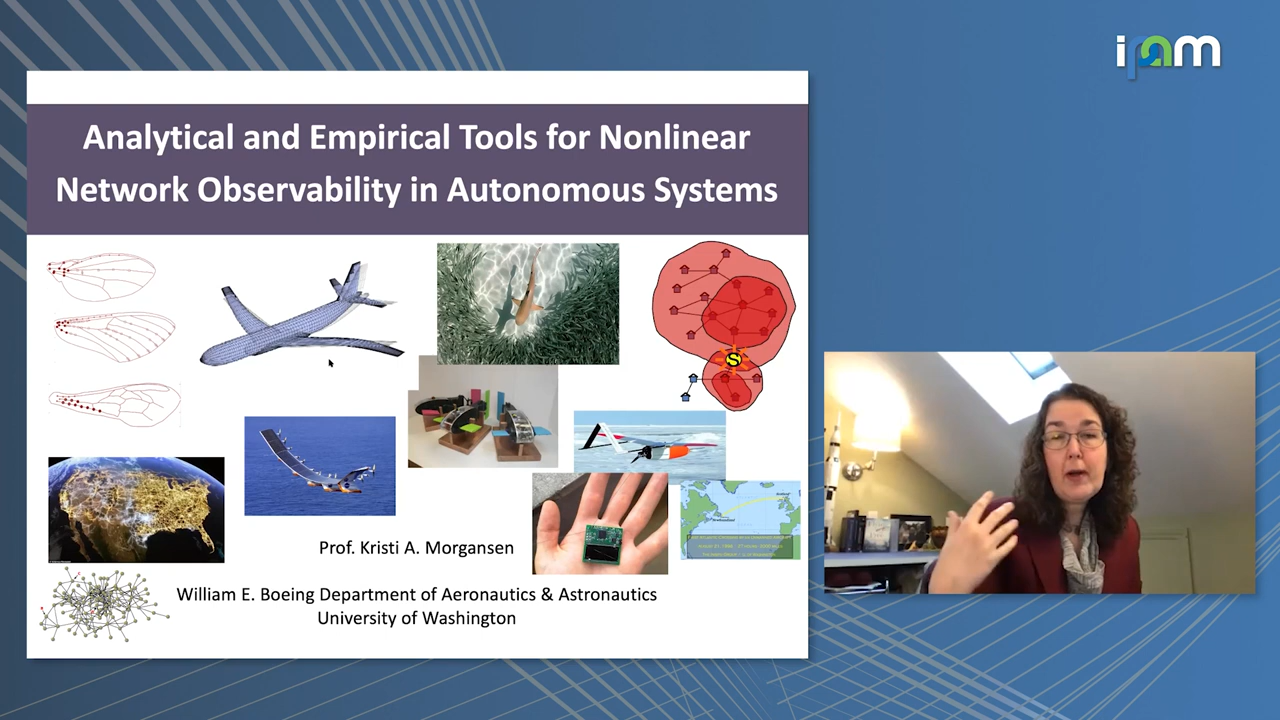 ipam
Analytical and Empirical Tools for Nonlinear
Network Observability in Autonomous Systems
S
Prof. Kristi A. Morgansen
William E. Boeing Department of Aeronautics & Astronautics
University of Washington